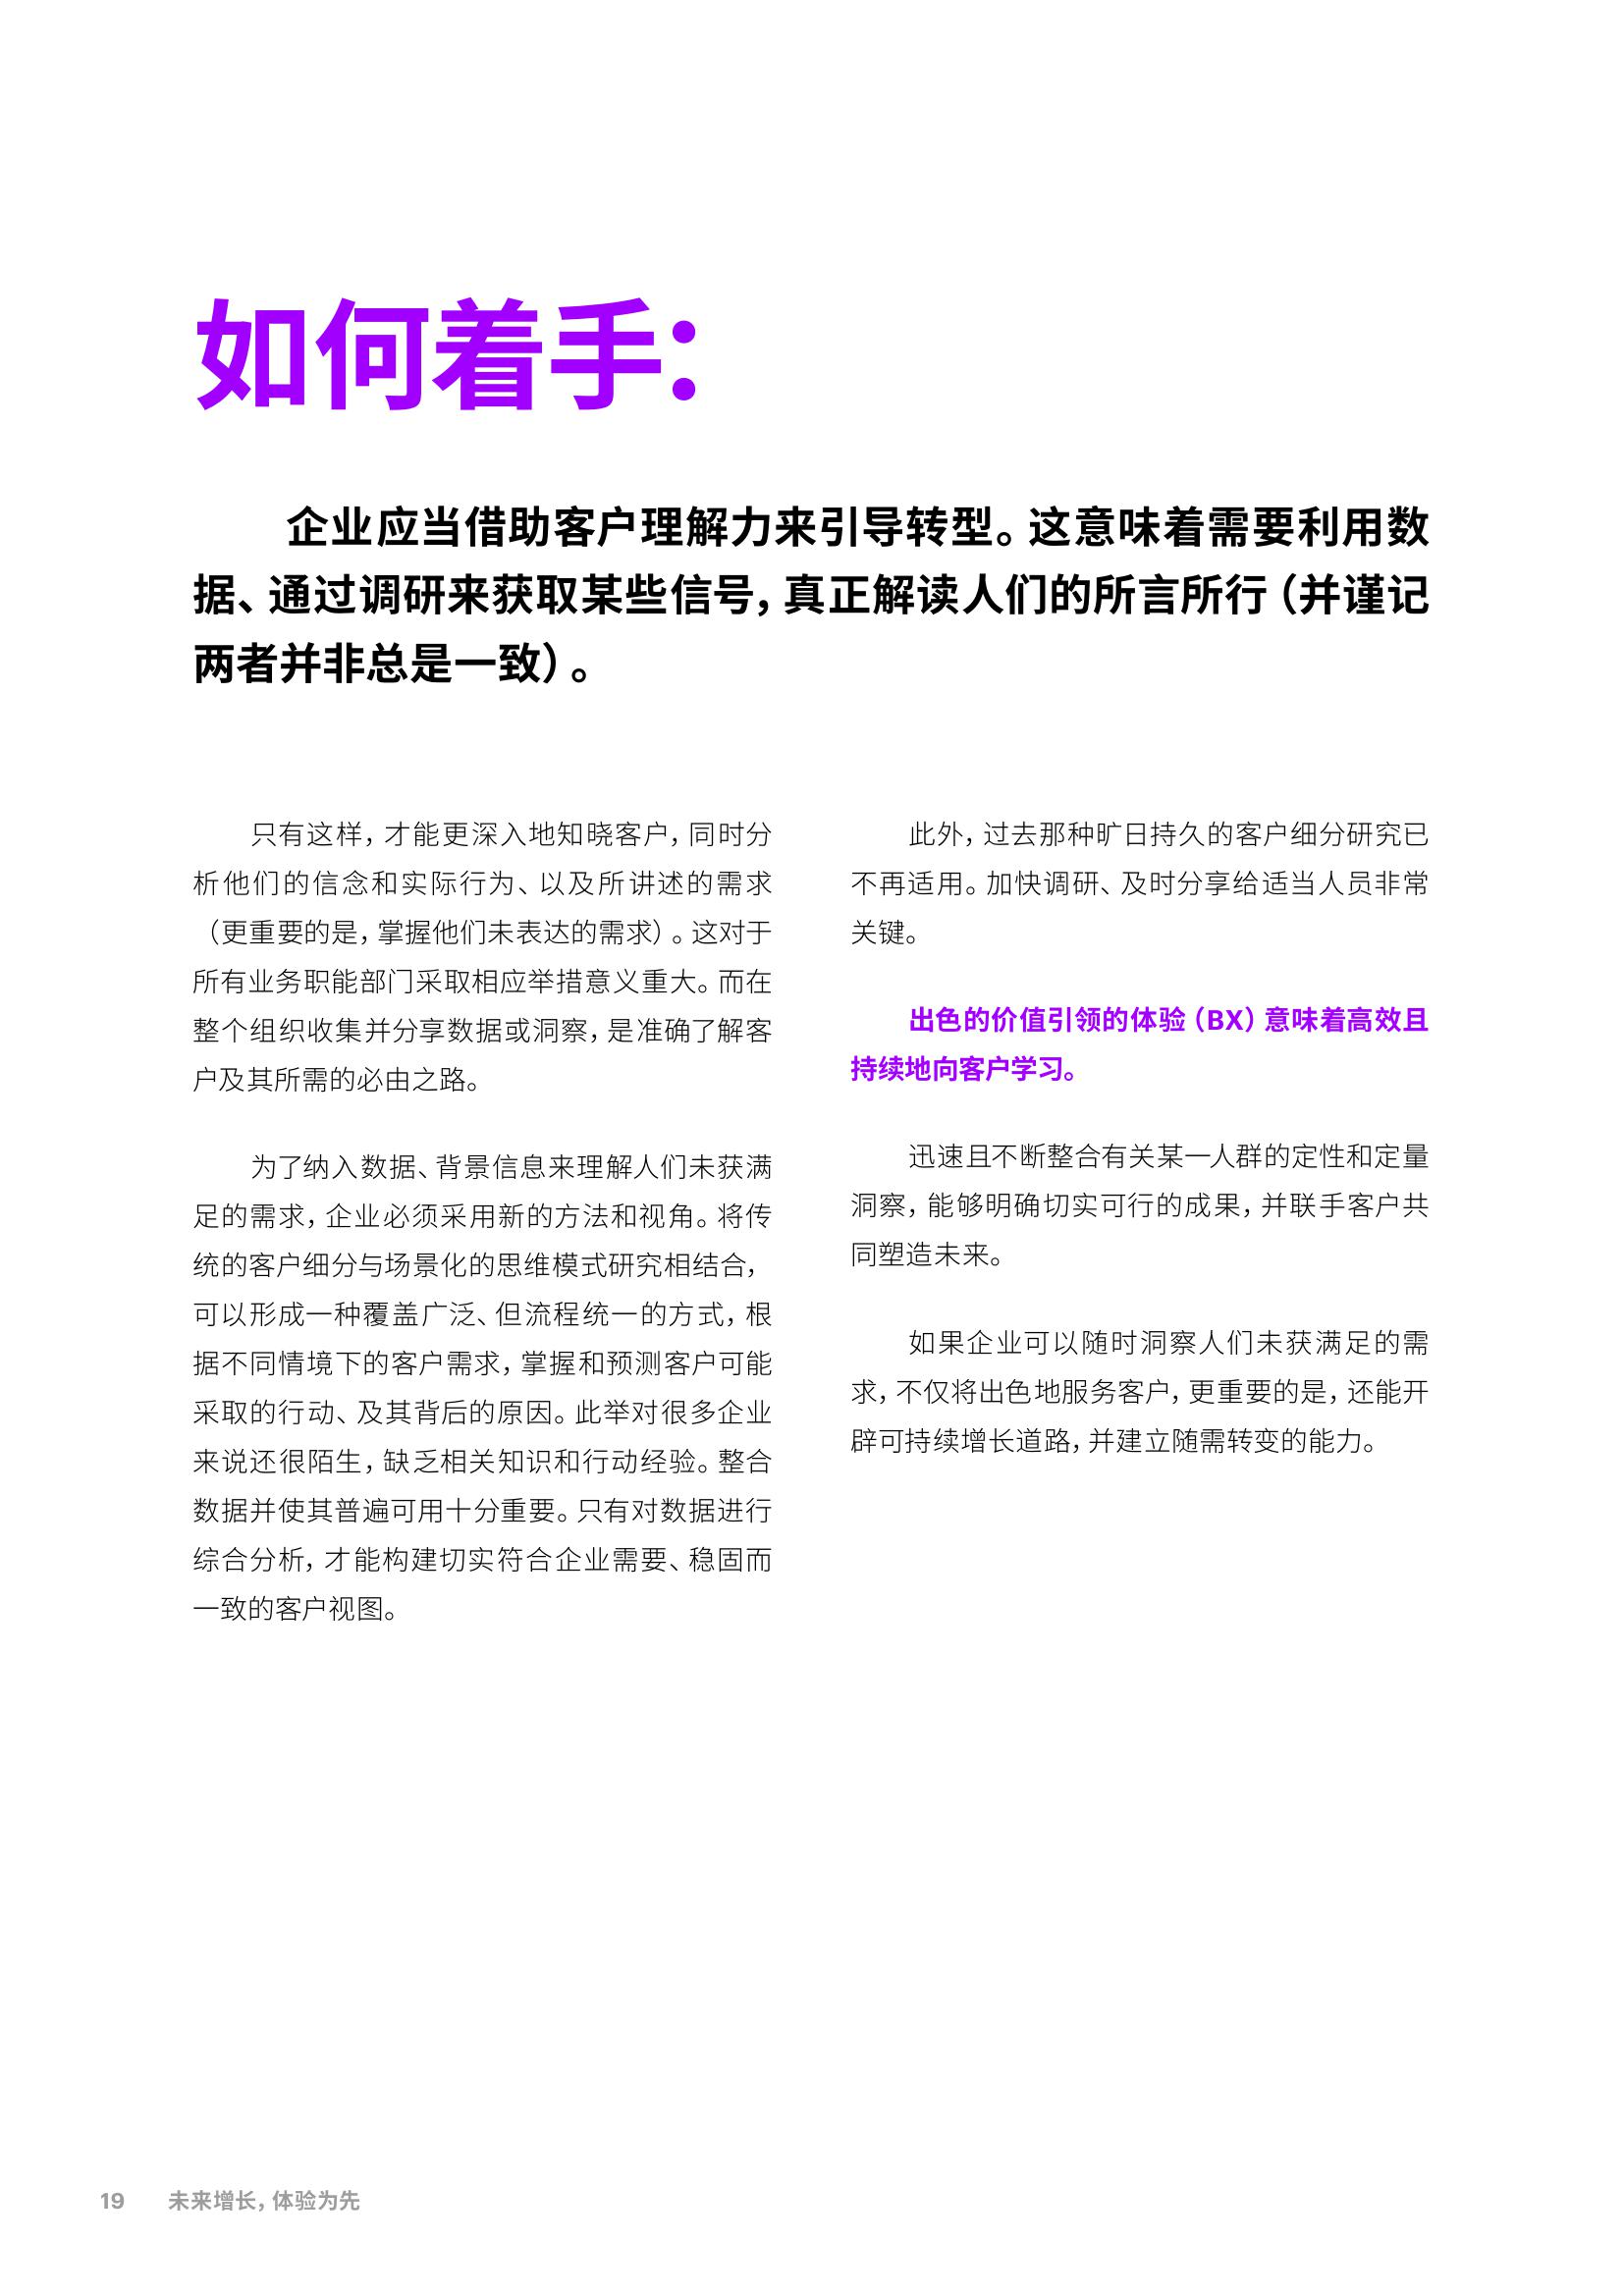 如何着手：
企业应当借助客户理解力来引导转型。这意味着需要利用数
据、通过调研来获取某些信号，真正解读人们的所言所行（并谨记
两者并非总是一致）。
只有这样，才能更深入地知晓客户，同时分
析他们的信念和实际行为、以及所讲述的需求
（更重要的是，掌握他们未表达的需求）。这对于
所有业务职能部门采取相应举措意义重大。而在
整个组织收集并分享数据或洞察，是准确了解客
户及其所需的必由之路。
为了纳入数据、背景信息来理解人们未获满
足的需求，企业必须采用新的方法和视角。将传
统的客户细分与场景化的思维模式研究相结合，
可以形成一种覆盖广泛、但流程统一的方式，根
据不同情境下的客户需求，掌握和预测客户可能
采取的行动、及其背后的原因。此举对很多企业
来说还很陌生，缺乏相关知识和行动经验。整合
数据并使其普遍可用十分重要。只有对数据进行
综合分析，才能构建切实符合企业需要、稳固而
一致的客户视图。
此外，过去那种旷日持久的客户细分研究已
不再适用。加快调研、及时分享给适当人员非常
关键。
出色的价值引领的体验（BX）意味着高效且
持续地向客户学习。
迅速且不断整合有关某一人群的定性和定量
洞察，能够明确切实可行的成果，并联手客户共
同塑造未来。
如果企业可以随时洞察人们未获满足的需
求，不仅将出色地服务客户，更重要的是，还能开
辟可持续增长道路，并建立随需转变的能力。
19 未来增长，体验为先